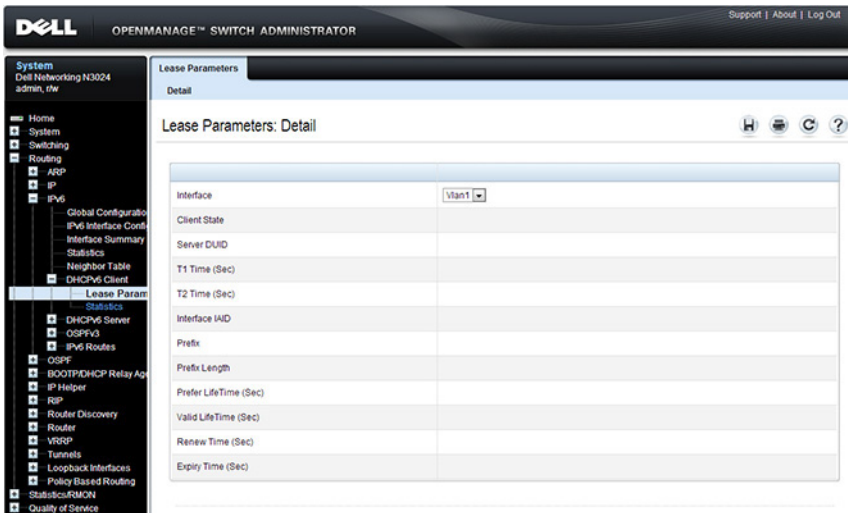 DELL
OPENMANAGE™ SWITCH ADMINISTRATOR
Support | About | Log Out
System
Dell Networking N3024
admin, r/w
Home
System
Switching
Routing
ARP
IP
IPv6
Global Configuratio
IPv6 Interface Confi
Interface Summary
Statistics
Neighbor Table
DHCPv6 Client
Lease Param
Statistics
DHCPv6 Server
OSPFv3
IPv6 Routes
OSPF
BOOTP/DHCP Relay Age
IP Helper
RIP
Router Discovery
Router
VRRP
Tunnels
Loopback Interfaces
Policy Based Routing
Statistics/RMON
Quality of Service
Lease Parameters
Detail
Lease Parameters: Detail
Interface Vlan1
Client State
Server DUID
T1 Time (Sec)
T2 Time (Sec)
Interface IAID
Prefix
Prefix Length
Prefer LifeTime (Sec)
Valid LifeTime (Sec)
Renew Time (Sec)
Expiry Time (Sec)